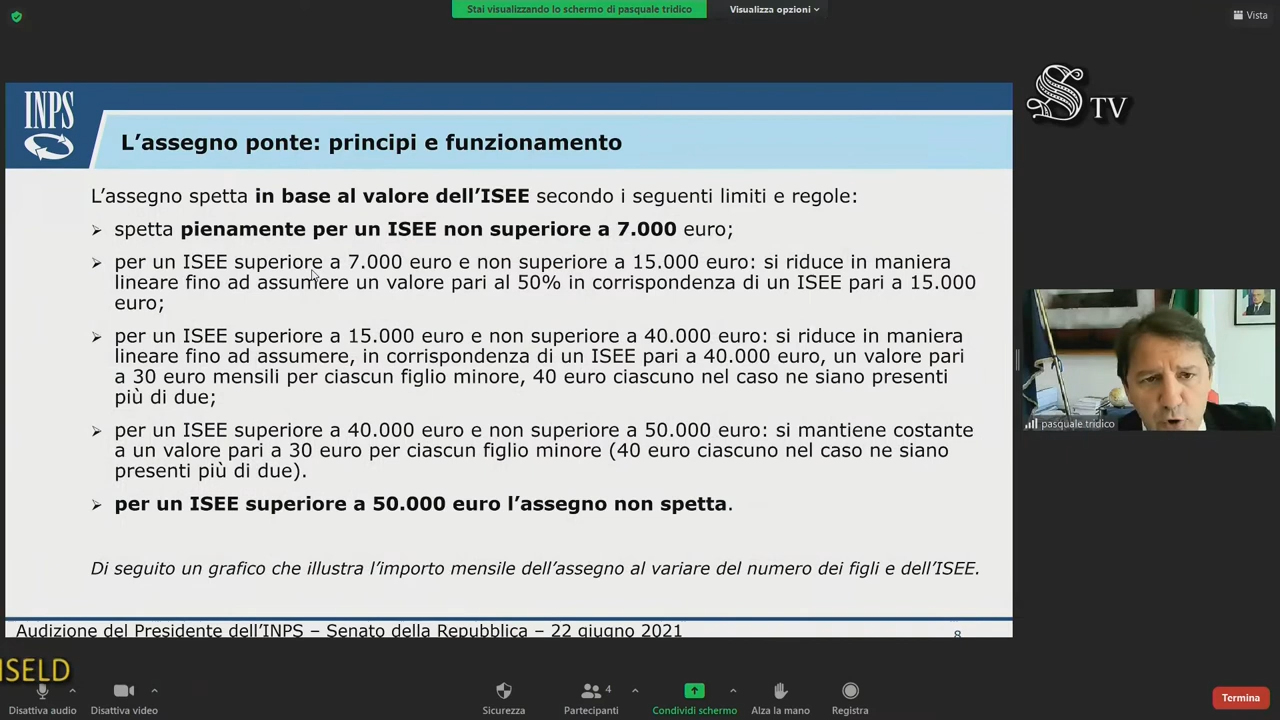 Stai visualizzando lo schermo di pasquale tridico
Visualizza opzioni
Vista
INPS
L'assegno ponte: principi e funzionamento
S TV
L'assegno spetta in base al valore dell'ISEE secondo i seguenti limiti e regole:
➢ spetta pienamente per un ISEE non superiore a 7.000 euro;
➢ per un ISEE superiore a 7.000 euro e non superiore a 15.000 euro: si riduce in maniera
lineare fino ad assumere un valore pari al 50% in corrispondenza di un ISEE pari a 15.000
euro;
➢ per un ISEE superiore a 15.000 euro e non superiore a 40.000 euro: si riduce in maniera
lineare fino ad assumere, in corrispondenza di un ISEE pari a 40.000 euro, un valore pari
a 30 euro mensili per ciascun figlio minore, 40 euro ciascuno nel caso ne siano presenti
più di due;
➢ per un ISEE superiore a 40.000 euro e non superiore a 50.000 euro: si mantiene costante
a un valore pari a 30 euro per ciascun figlio minore (40 euro ciascuno nel caso ne siano
presenti più di due).
➢ per un ISEE superiore a 50.000 euro l'assegno non spetta.
pasquale tridico
Di seguito un grafico che illustra l'importo mensile dell'assegno al variare del numero dei figli e dell'ISEE.
Audizione del Presidente dell'INPS – Senato della Repubblica – 22 giugno 2021
8
ISELD
Disattiva audio
Disattiva video
Sicurezza
4
Partecipanti
Condividi schermo
Alza la mano
Registra
Termina